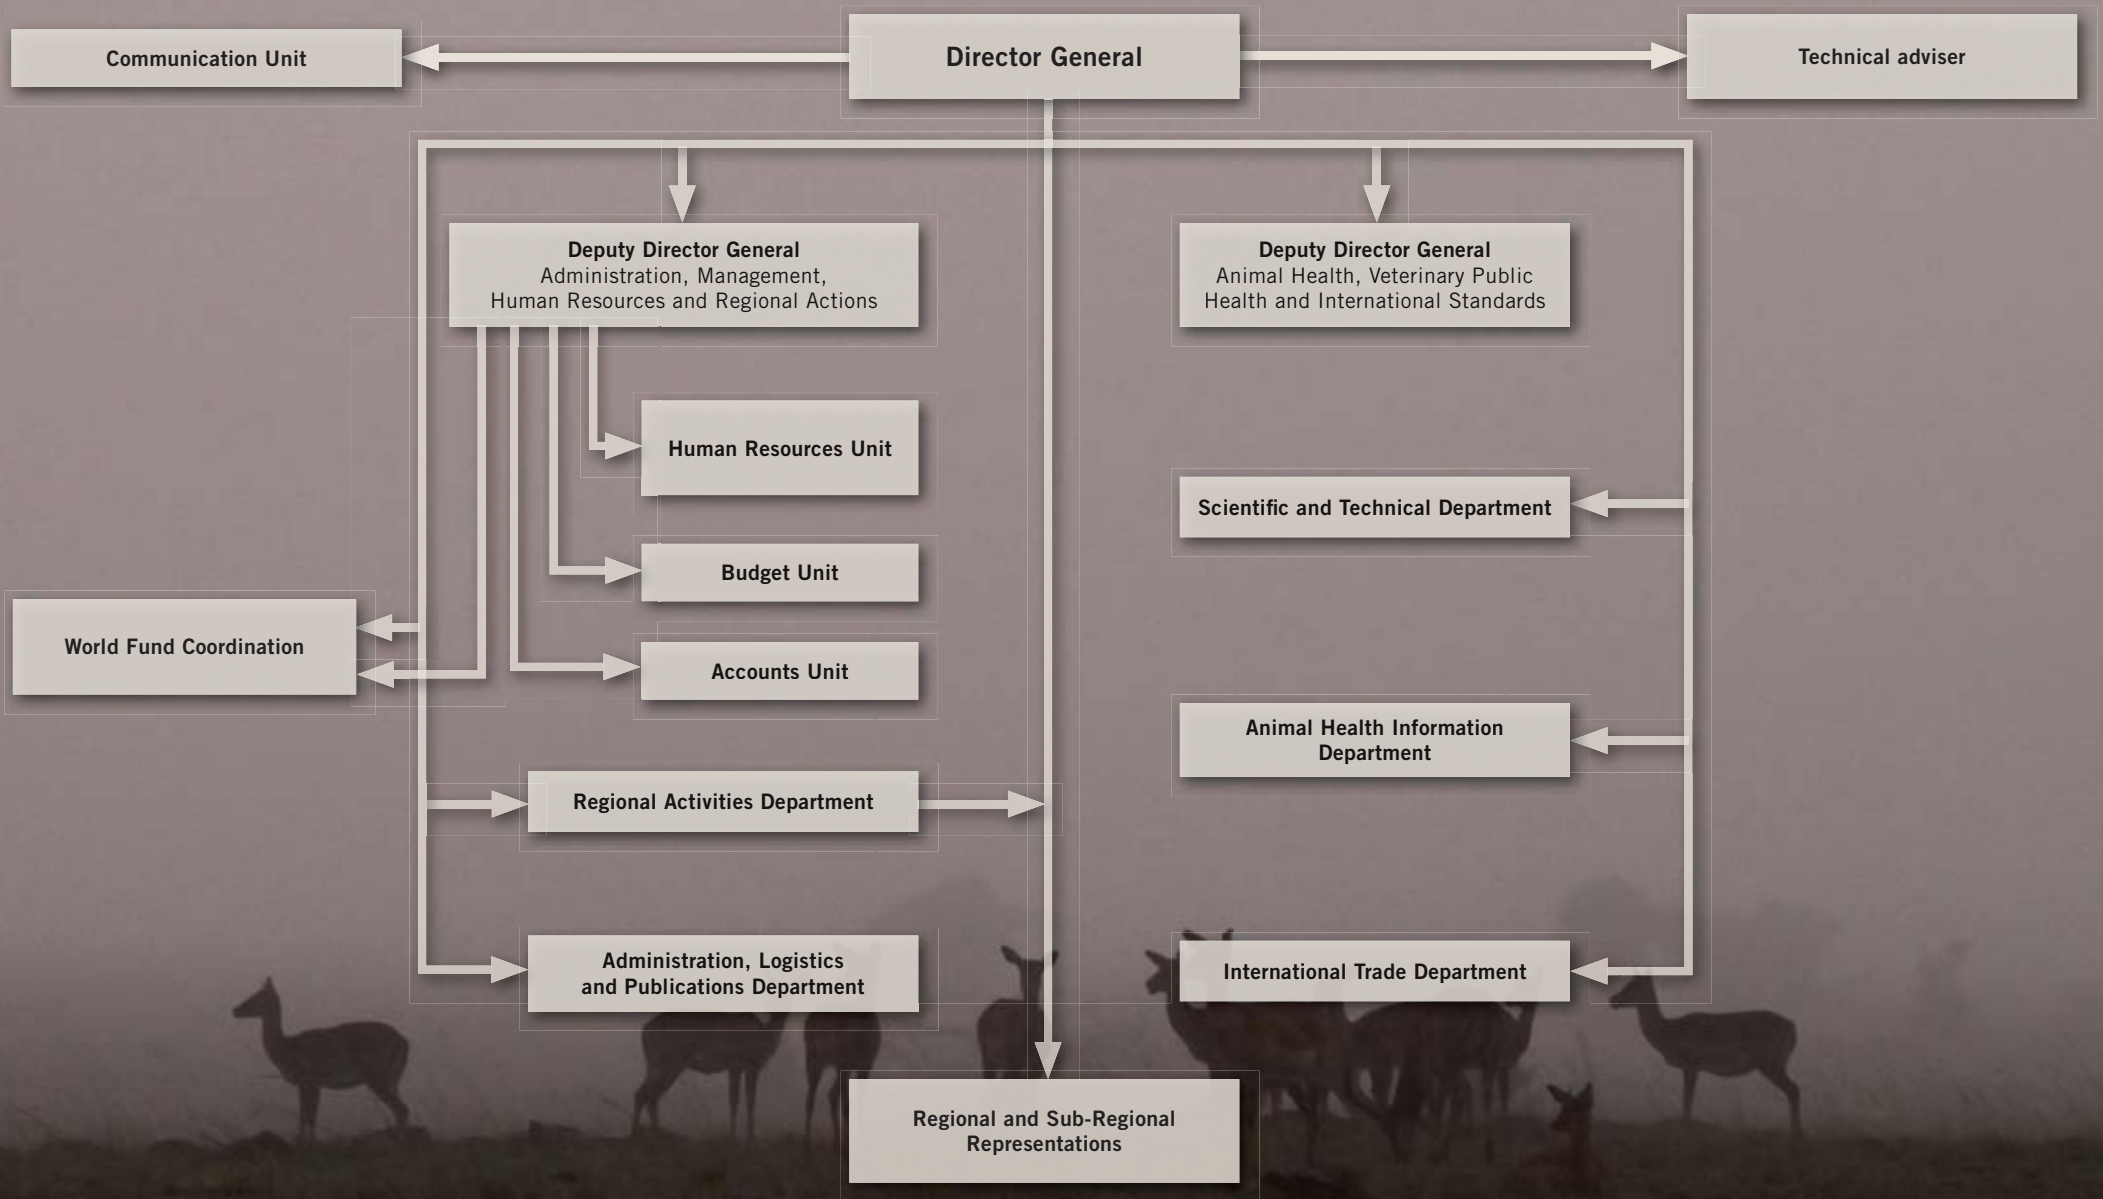 Communication Unit
Director General
Technical adviser
Deputy Director General
Administration, Management,
Human Resources and Regional Actions
Deputy Director General
Animal Health, Veterinary Public
Health and International Standards
Human Resources Unit
Scientific and Technical Department
Budget Unit
World Fund Coordination
Accounts Unit
Animal Health Information
Department
Regional Activities Department
Administration, Logistics
and Publications Department
International Trade Department
Regional and Sub-Regional
Representations